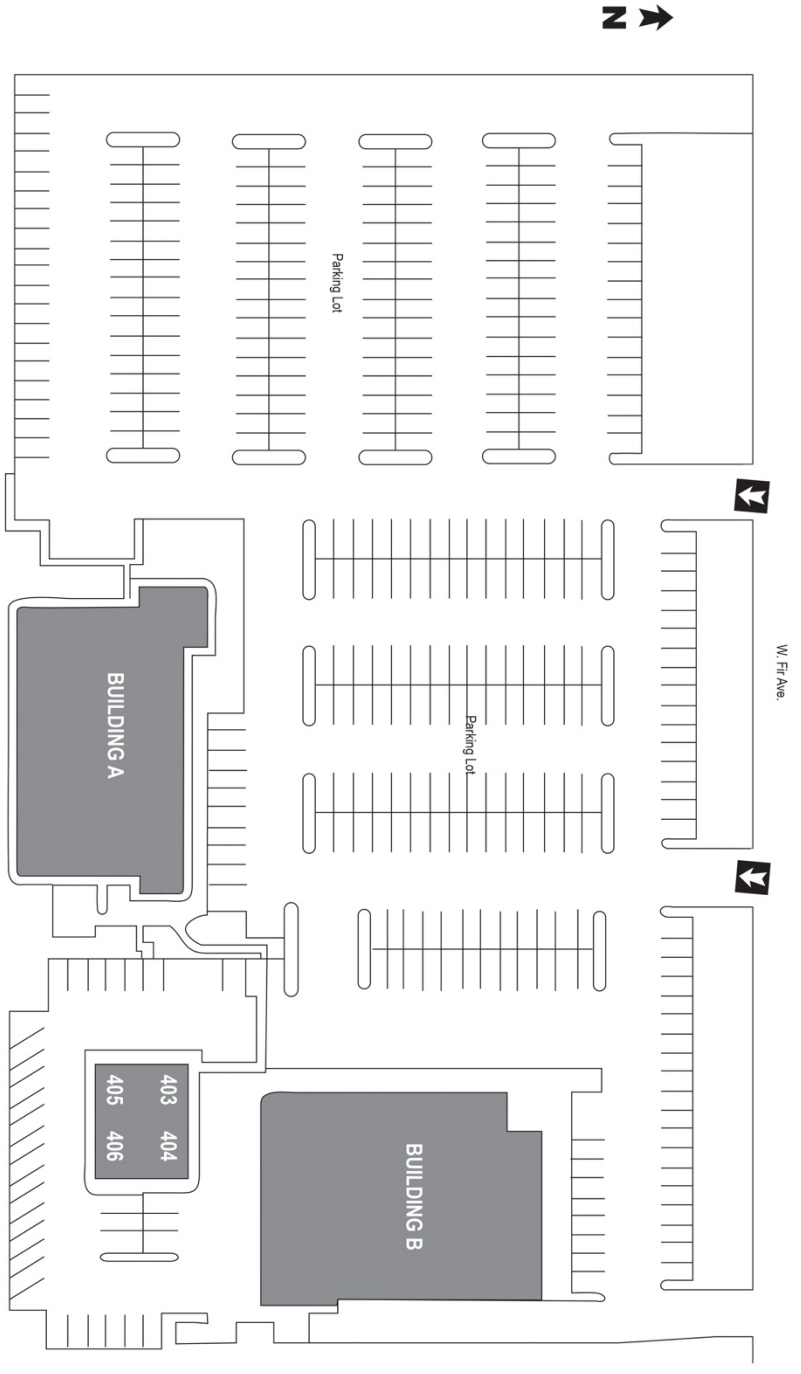 N
Parking Lot
W. Fir Ave.
BUILDING A
Parking Lot
403 404
405 406
BUILDING B